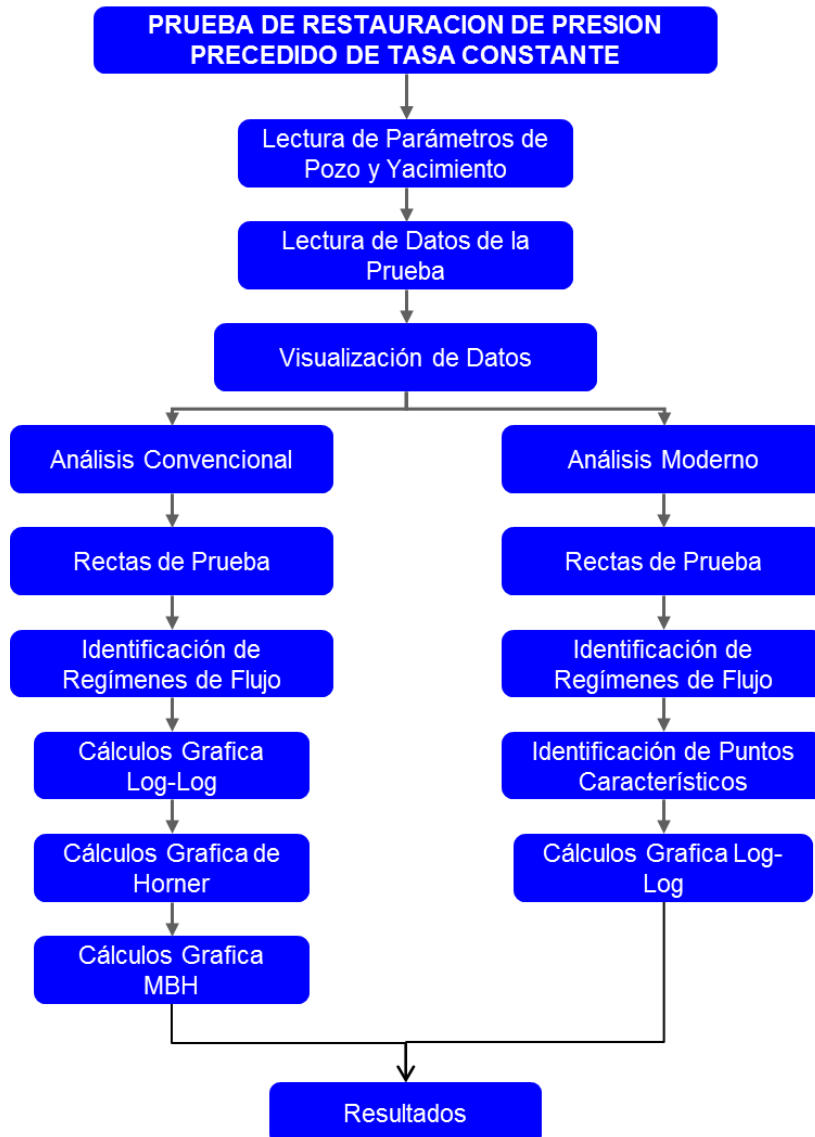 PRUEBA DE RESTAURACION DE PRESION
PRECEDIDO DE TASA CONSTANTE
Lectura de Parámetros de
Pozo y Yacimiento
Lectura de Datos de la
Prueba
Visualización de Datos
Análisis Convencional
Rectas de Prueba
Identificación de
Regímenes de Flujo
Cálculos Grafica
Log-Log
Cálculos Grafica de
Horner
Cálculos Grafica
MBH
Análisis Moderno
Rectas de Prueba
Identificación de
Regímenes de Flujo
Identificación de Puntos
Característicos
Cálculos Grafica Log-
Log
Resultados